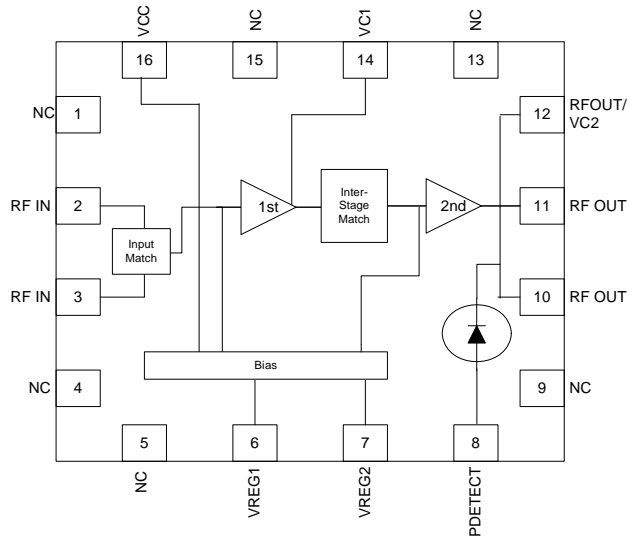 VCC
NC
VC1
NC
16
15
14
13
NC
1
12
RFOUT/
VC2
RF IN
2
1st
Inter-
Stage
Match
2nd
11
RF OUT
Input
Match
RF IN
3
10
RF OUT
Bias
NC
4
9
NC
5
6
7
8
NC
VREG1
VREG2
PDETECT